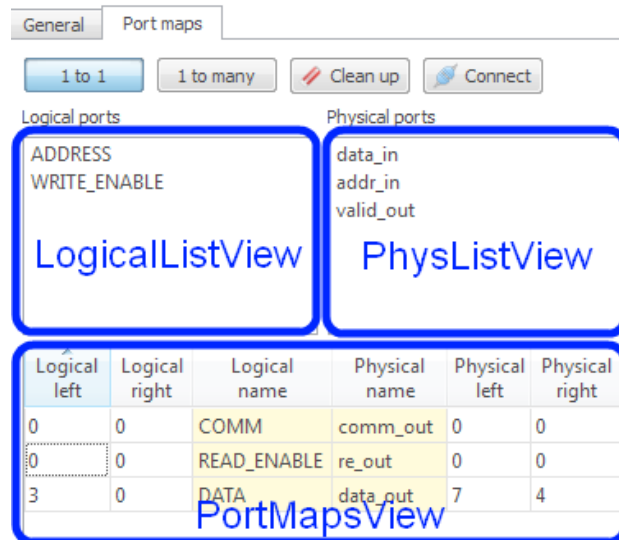 General Port maps
1 to 1 1 to many Clean up Connect
Logical ports Physical ports
ADDRESS
WRITE_ENABLE
LogicalListView
data_in
addr_in
valid_out
PhysListView
Logical left Logical right Logical name Physical name Physical left Physical right
0 0 COMM comm_out 0 0
0 0 READ_ENABLE re_out 0 0
3 0 DATA data_out 7 4
PortMapsView